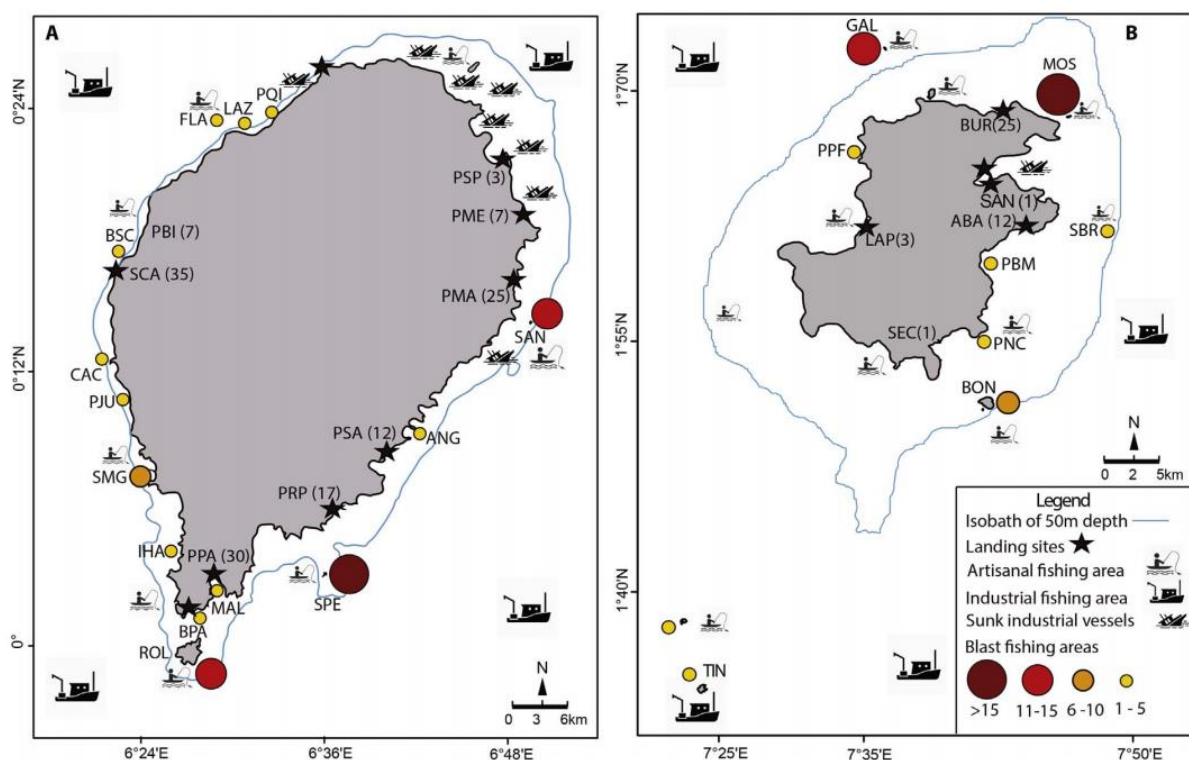 A
0°24'
0°12'
0°
PQI
LAZ
FLA
PSP (3)
PME (7)
PBI (7)
BSC
SCA (35)
PMA (25)
SAN
CAC
PJU
PSA (12)
ANG
SMG
PRP (17)
IHA
PPA (30)
MAL
SPE
BPA
ROL
N
0 3 6km
6°24'E
6°36'E
6°48'E
B
1°70'N
1°55'N
1°40'N
GAL
MOS
BUR(25)
PPF
SAN (1)
ABA (12)
SBR
LAP(3)
PBM
SEC(1)
PNC
BON
N
0 2 5km
TIN
Legend
Isobath of 50m depth
Landing sites
Artisanal fishing area
Industrial fishing area
Sunk industrial vessels
Blast fishing areas
>15 11-15 6-10 1-5
7°25'E
7°35'E
7°50'E